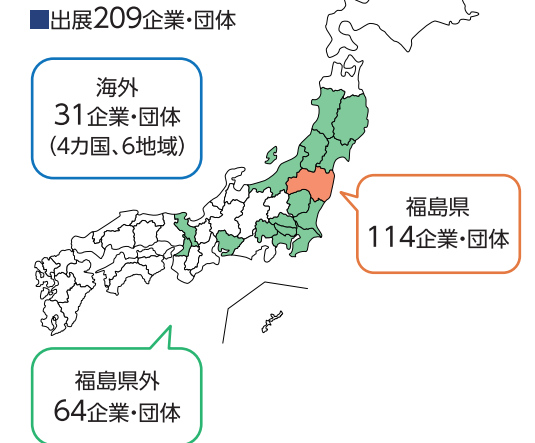 ■出展209企業・団体
海外
31企業・団体
（4カ国、6地域）
福島県
114企業・団体
福島県外
64企業・団体